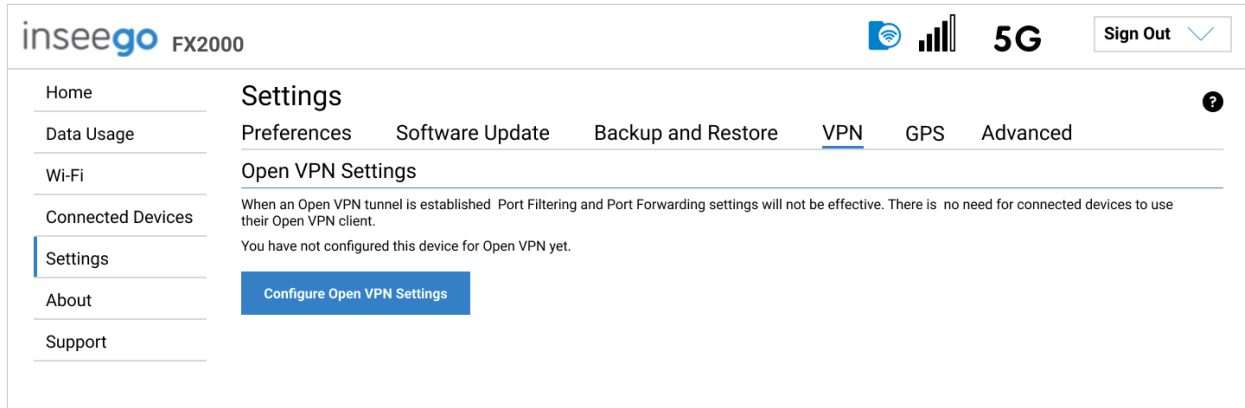 inseego FX2000
5G
Sign Out
Home
Data Usage
Wi-Fi
Connected Devices
Settings
About
Support
Settings
?
Preferences Software Update Backup and Restore VPN GPS Advanced
Open VPN Settings
When an Open VPN tunnel is established Port Filtering and Port Forwarding settings will not be effective. There is no need for connected devices to use
their Open VPN client.
You have not configured this device for Open VPN yet.
Configure Open VPN Settings